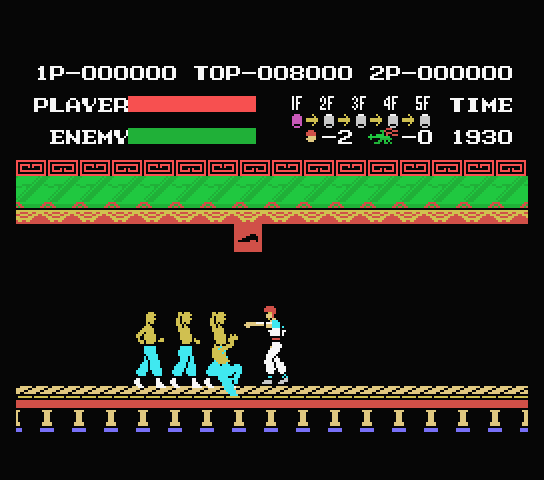 1P-000000 TOP-008000 2P-000000
PLAYER 1F 2F 3F 4F 5F TIME
ENEMY -2 -0 1930